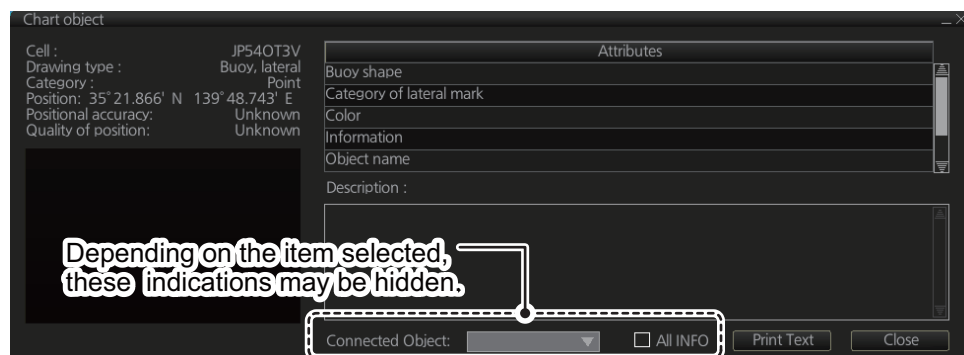 Chart object
Cell : JP54OT3V
Drawing type : Buoy, lateral
Category : Point
Position: 35°21.866' N 139°48.743' E
Positional accuracy: Unknown
Quality of position: Unknown
Attributes
Buoy shape
Category of lateral mark
Color
Information
Object name
Description :
Depending on the item selected,
these indications may be hidden.
Connected Object: All INFO Print Text Close